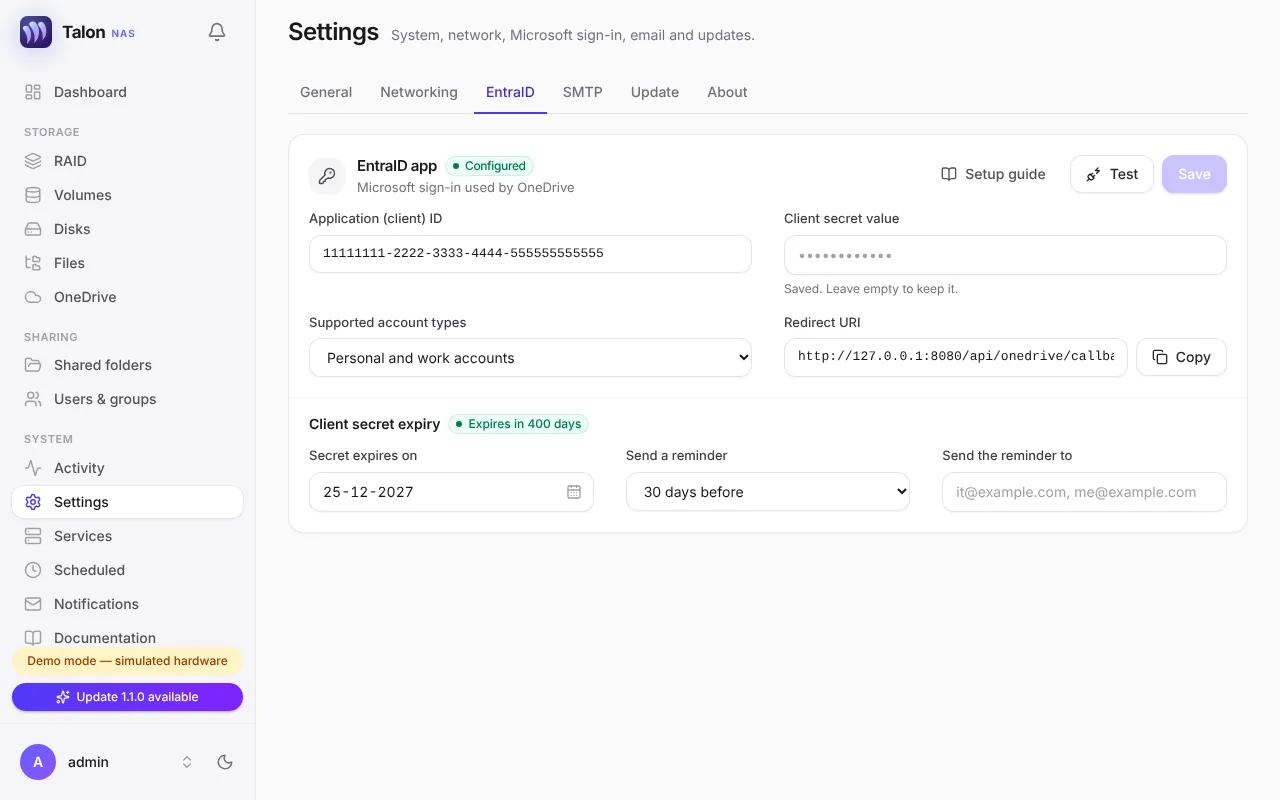 Talon NAS
Dashboard
STORAGE
RAID
Volumes
Disks
Files
OneDrive
SHARING
Shared folders
Users & groups
SYSTEM
Activity
Settings
Services
Scheduled
Notifications
Documentation
Demo mode — simulated hardware
Update 1.1.0 available
A admin
Settings System, network, Microsoft sign-in, email and updates.
General Networking EntraID SMTP Update About
EntraID app Configured
Microsoft sign-in used by OneDrive
Setup guide Test Save
Application (client) ID
11111111-2222-3333-4444-555555555555
Client secret value
••••••••••••
Saved. Leave empty to keep it.
Supported account types
Personal and work accounts
Redirect URI
http://127.0.0.1:8080/api/onedrive/callba
Copy
Client secret expiry Expires in 400 days
Secret expires on
25-12-2027
Send a reminder
30 days before
Send the reminder to
it@example.com, me@example.com